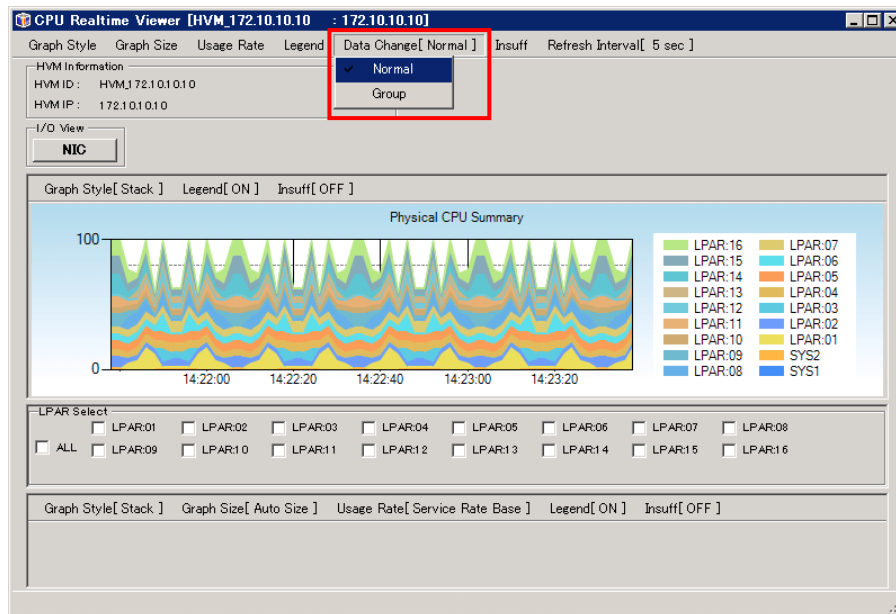 CPU Realtime Viewer [HVM_172.10.10.10 : 172.10.10.10]
Graph Style Graph Size Usage Rate Legend Data Change[ Normal ] Insuff Refresh Interval[ 5 sec ]
Normal
Group
HVM Information
HVM ID : HVM_172.10.10.10
HVM IP : 172.10.10.10
I/O View
NIC
Graph Style[ Stack ] Legend[ ON ] Insuff[ OFF ]
Physical CPU Summary
100
0
14:22:00 14:22:20 14:22:40 14:23:00 14:23:20
LPAR:16 LPAR:07
LPAR:15 LPAR:06
LPAR:14 LPAR:05
LPAR:13 LPAR:04
LPAR:12 LPAR:03
LPAR:11 LPAR:02
LPAR:10 LPAR:01
LPAR:09 SYS2
LPAR:08 SYS1
LPAR Select
LPAR:01 LPAR:02 LPAR:03 LPAR:04 LPAR:05 LPAR:06 LPAR:07 LPAR:08
ALL LPAR:09 LPAR:10 LPAR:11 LPAR:12 LPAR:13 LPAR:14 LPAR:15 LPAR:16
Graph Style[ Stack ] Graph Size[ Auto Size ] Usage Rate[ Service Rate Base ] Legend[ ON ] Insuff[ OFF ]